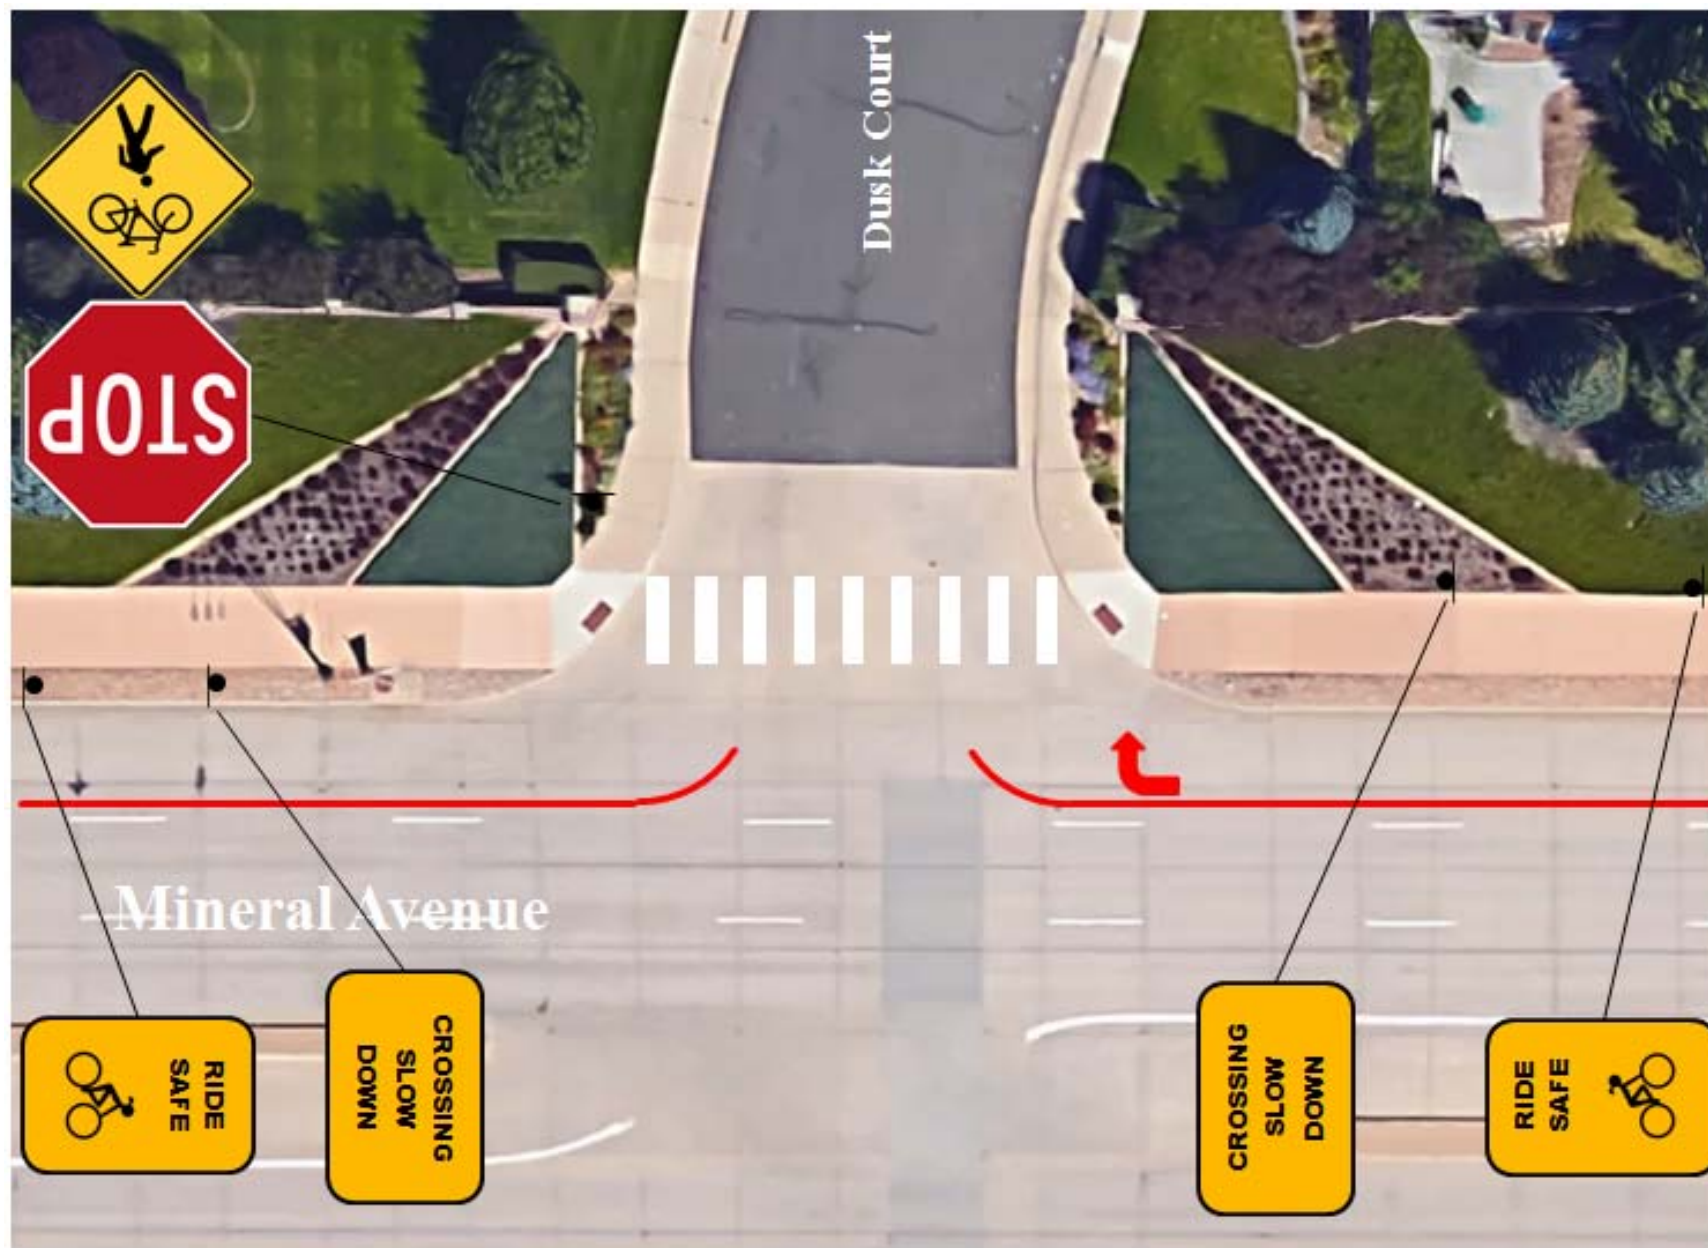 Dusk Court
STOP
Mineral Avenue
RIDE
SAFE
CROSSING
SLOW
DOWN
CROSSING
SLOW
DOWN
RIDE
SAFE